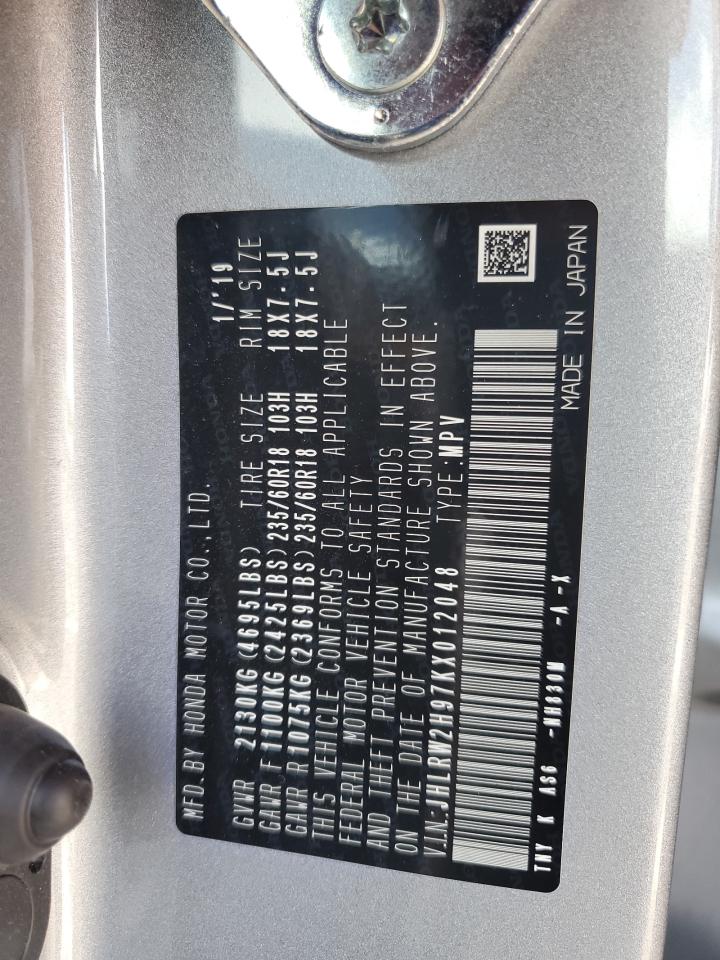 MFD.BY HONDA MOTOR CO.,LTD.
1/'19
GVWR 2130KG(4695LBS) TIRE SIZE RIM SIZE
GAWR F 1100KG(2425LBS)235/60R18 103H 18X7.5J
GAWR R 1075KG(2369LBS)235/60R18 103H 18X7.5J
THIS VEHICLE CONFORMS TO ALL APPLICABLE
FEDERAL MOTOR VEHICLE SAFETY
AND THEFT PREVENTION STANDARDS IN EFFECT
ON THE DATE OF MANUFACTURE SHOWN ABOVE.
V.I.N:JHLRW2H97KX012048 TYPE:MPV
TNY K AS6 -NH830M -A -X
MADE IN JAPAN